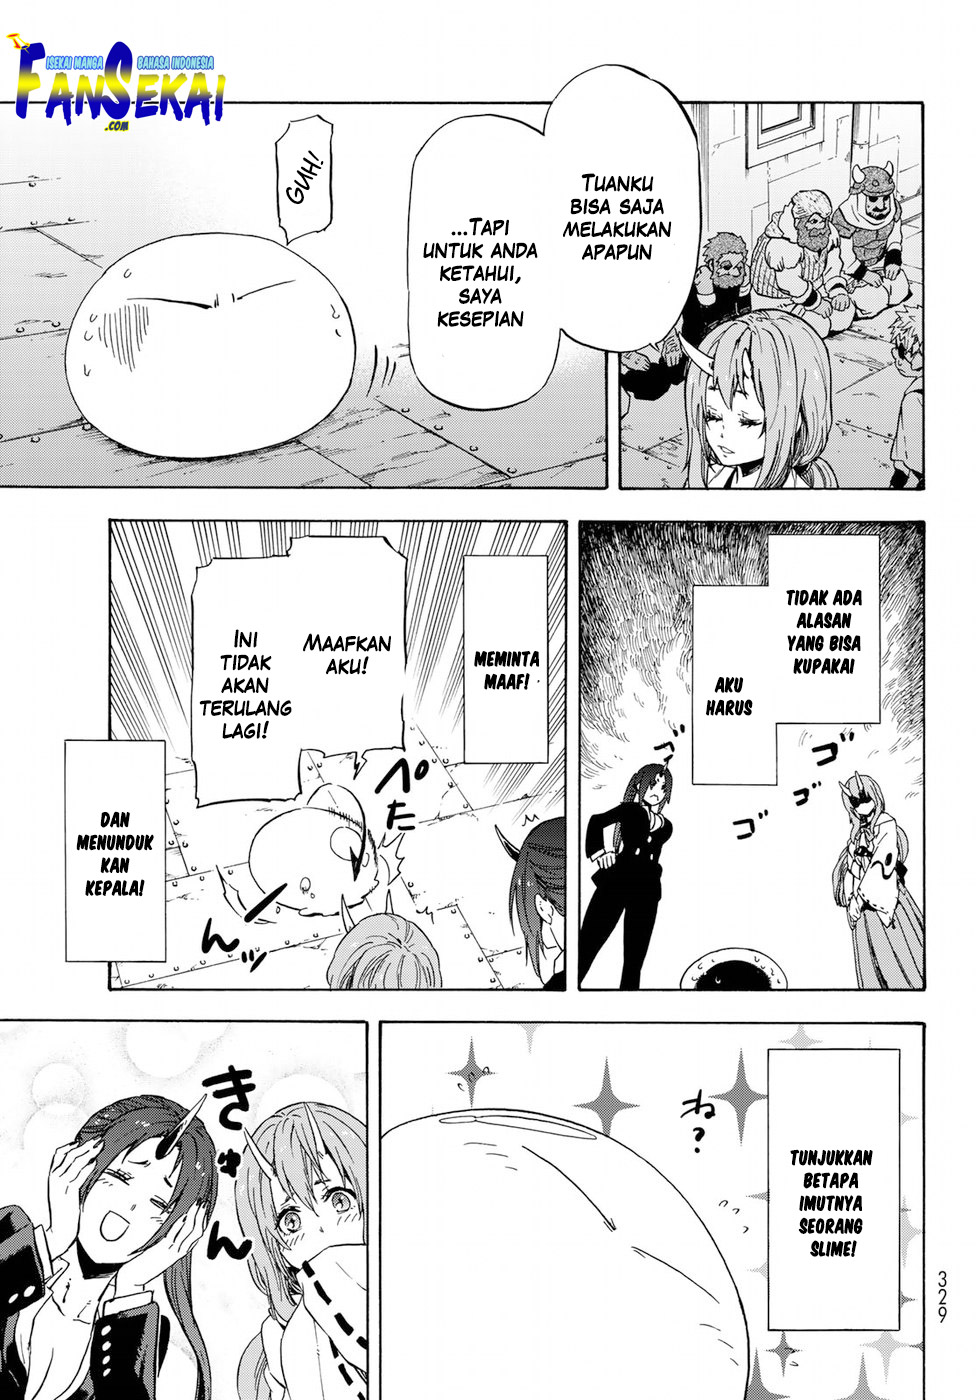 ISEKAI MANGA BAHASA INDONESIA
FANSEKAI
.COM
TUANKU
BISA SAJA
MELAKUKAN
APAPUN
...TAPI
UNTUK ANDA
KETAHUI,
SAYA
KESEPIAN
GUH!
TIDAK ADA
ALASAN
YANG BISA
KUPAKAI
AKU
HARUS
ゴ
ゴ
ゴ
MEMINTA
MAAF!
MAAFKAN
AKU!
INI
TIDAK
AKAN
TERULANG
LAGI!
ぺた
んんッ
DAN
MENUNDUK
KAN
KEPALA!
TUNJUKKAN
BETAPA
IMUTNYA
SEORANG
SLIME!
ね?
きゅん
329